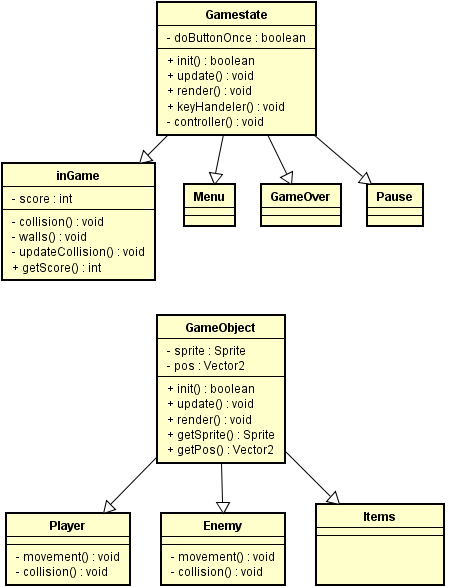 Gamestate
- doButtonOnce : boolean
+ init() : boolean
+ update() : void
+ render() : void
+ keyHandeler() : void
- controller() : void
inGame
- score : int
- collision() : void
- walls() : void
- updateCollision() : void
+ getScore() : int
Menu
GameOver
Pause
GameObject
- sprite : Sprite
- pos : Vector2
+ init() : boolean
+ update() : void
+ render() : void
+ getSprite() : Sprite
+ getPos() : Vector2
Player
- movement() : void
- collision() : void
Enemy
- movement() : void
- collision() : void
Items